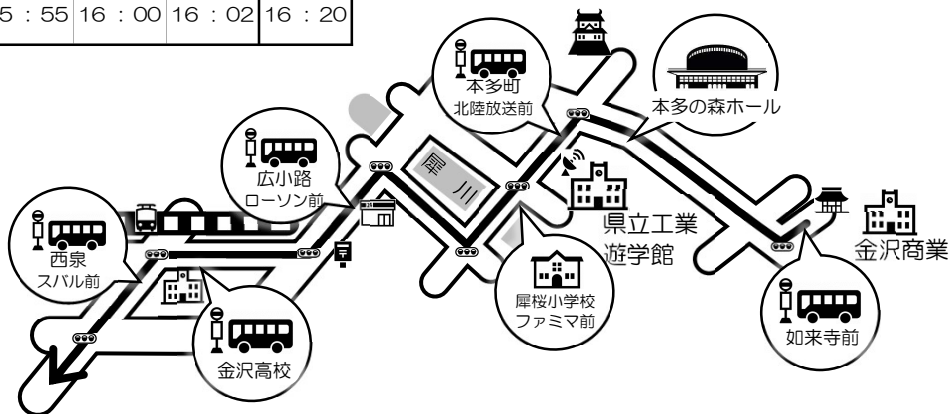 5：55 16：00 16：02 16：20
本多町
北陸放送前
本多の森ホール
広小路
ローソン前
犀川
県立工業
遊学館
金沢商業
西泉
スバル前
犀桜小学校
ファミマ前
金沢高校
如来寺前